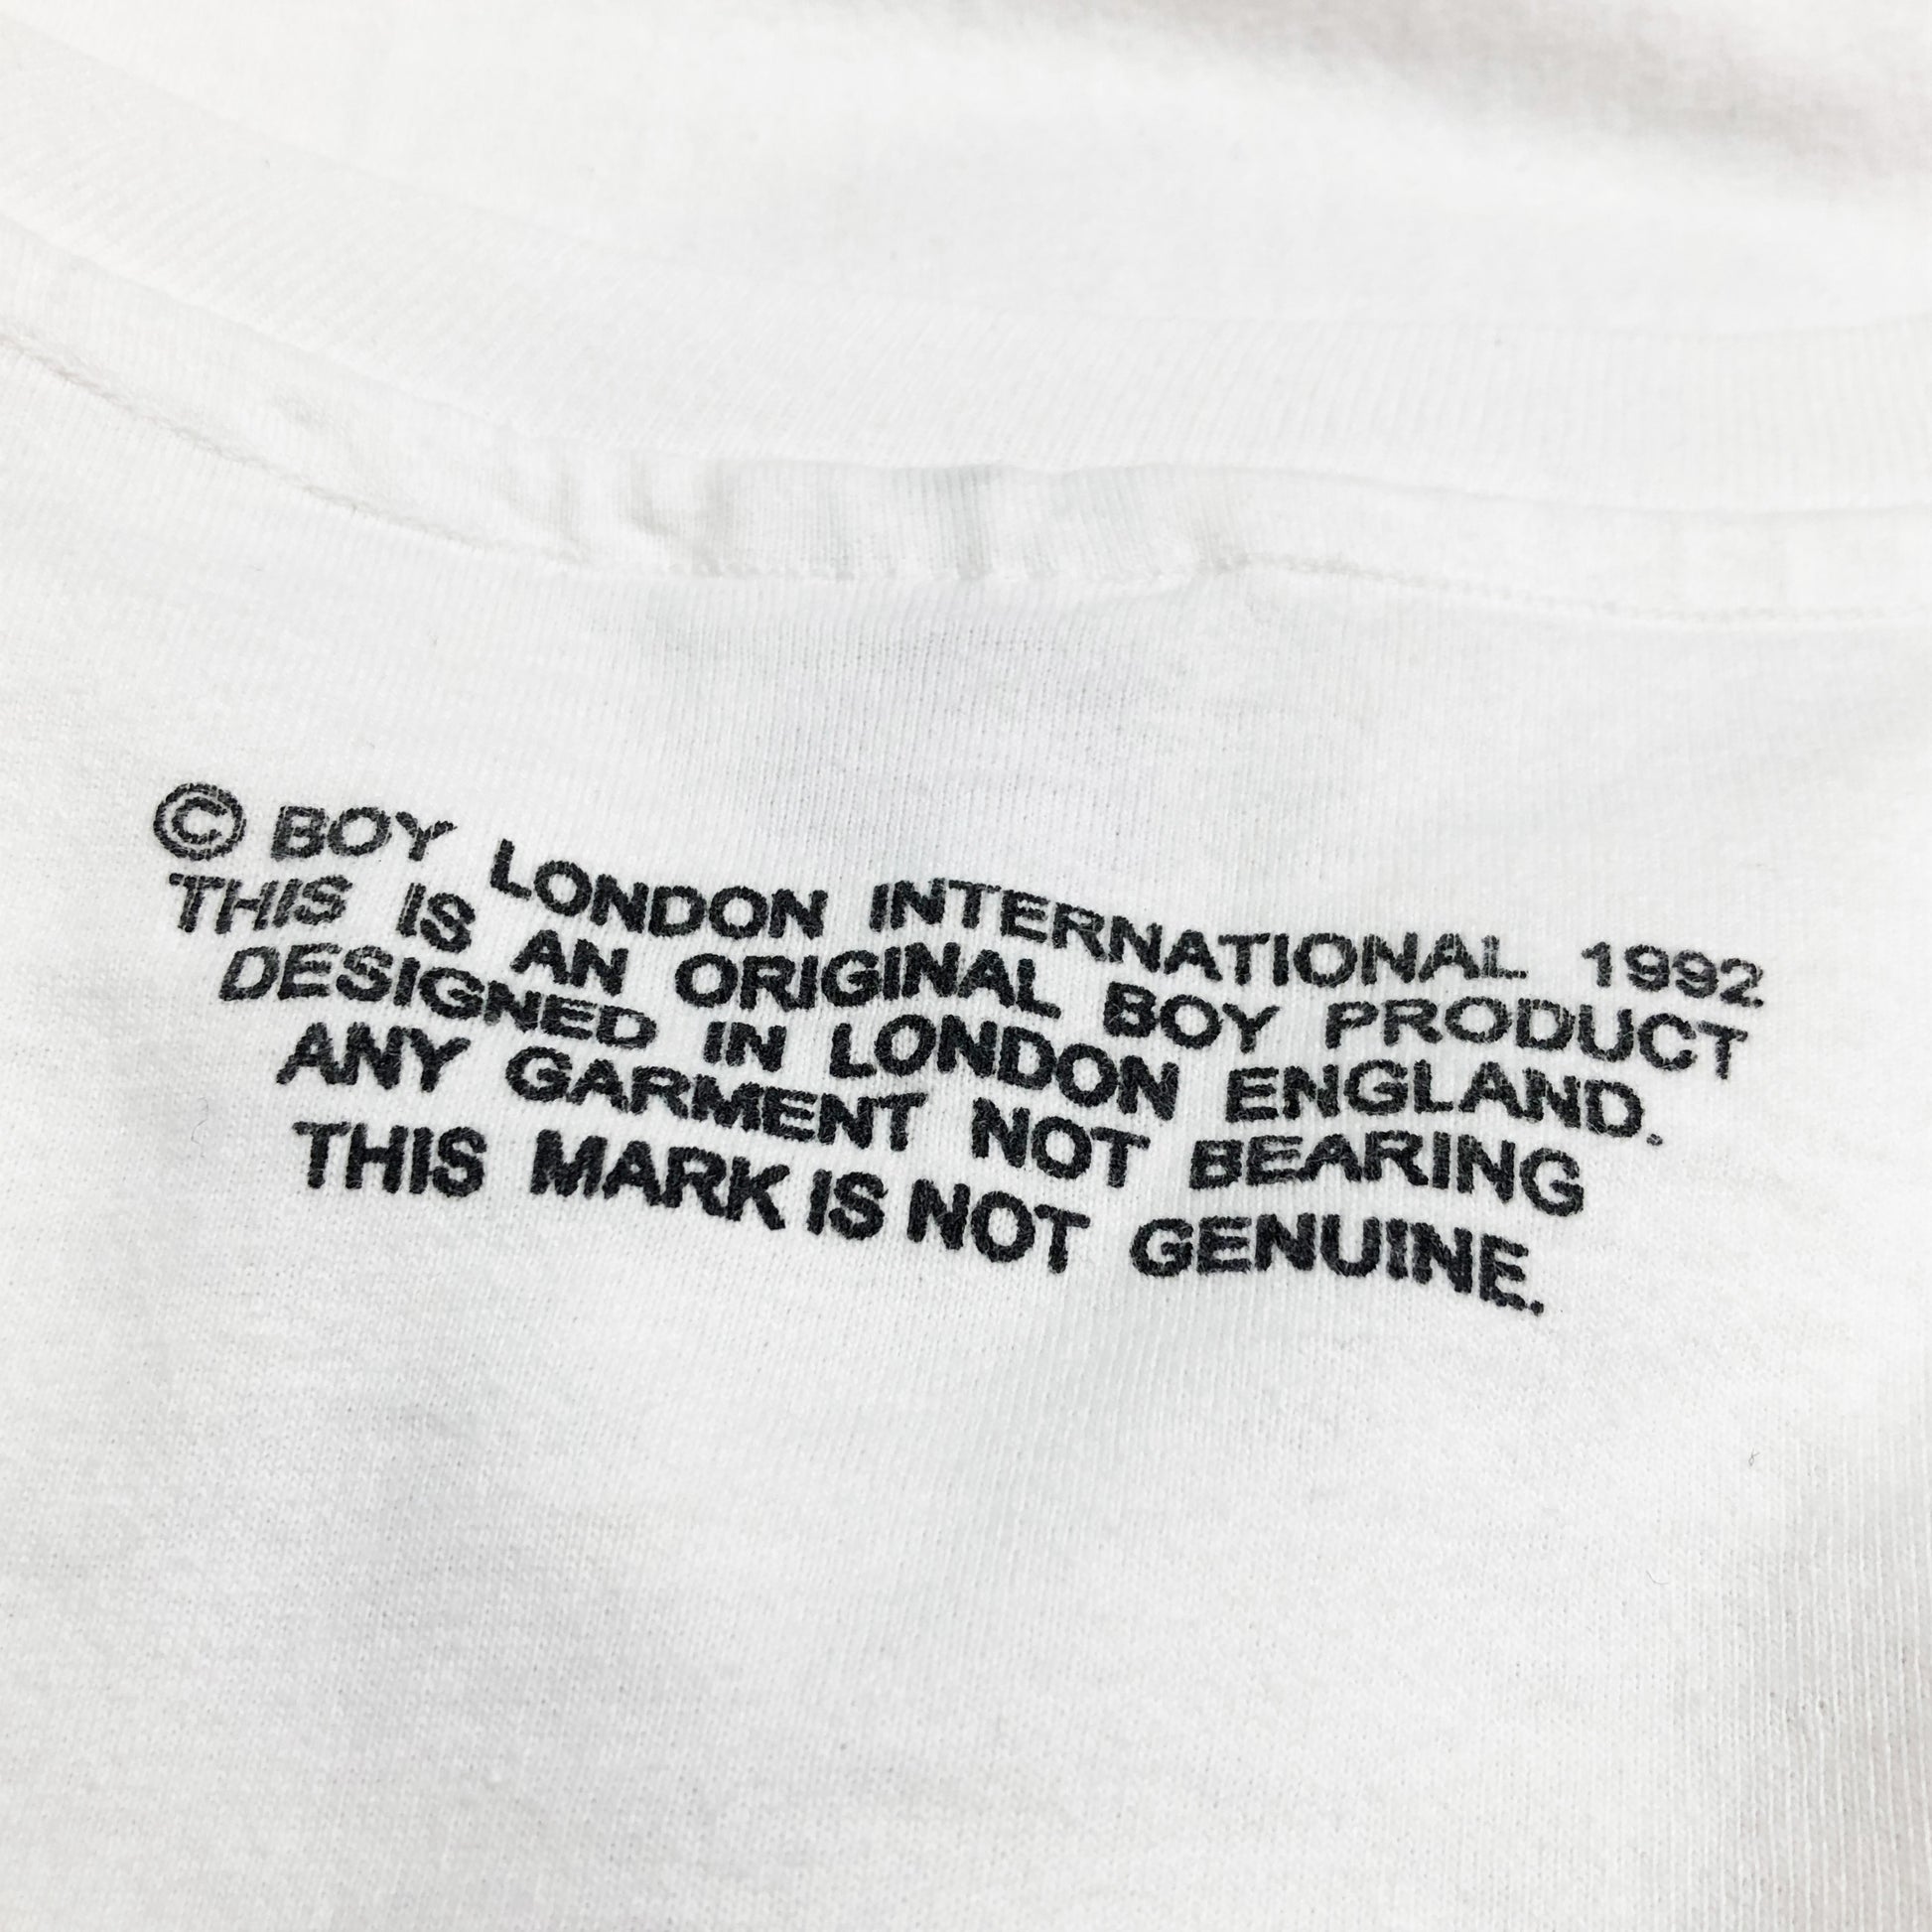 © BOY LONDON INTERNATIONAL 1992
THIS IS AN ORIGINAL BOY PRODUCT
DESIGNED IN LONDON ENGLAND.
ANY GARMENT NOT BEARING
THIS MARK IS NOT GENUINE.